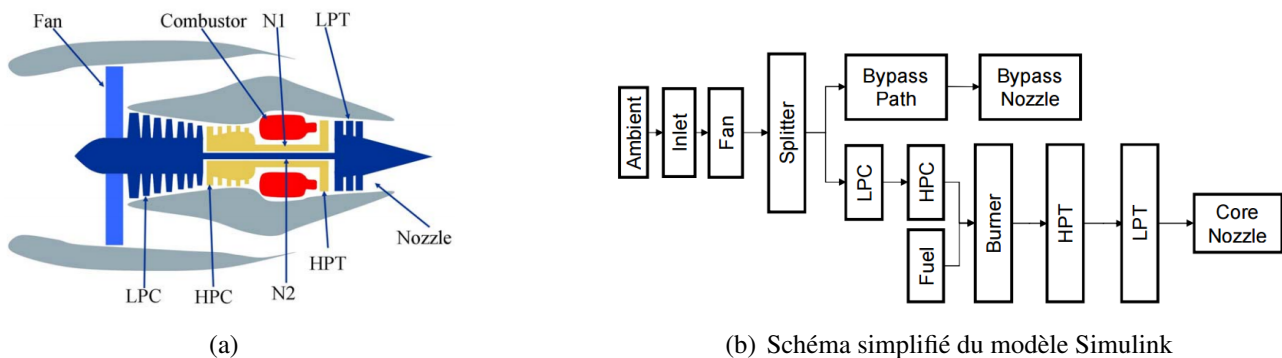 Fan
Combustor
N1
LPT
Nozzle
HPT
N2
HPC
LPC
(a)
Ambient
Inlet
Fan
Splitter
Bypass
Path
Bypass
Nozzle
LPC
HPC
Fuel
Burner
HPT
LPT
Core
Nozzle
(b) Schéma simplifié du modèle Simulink